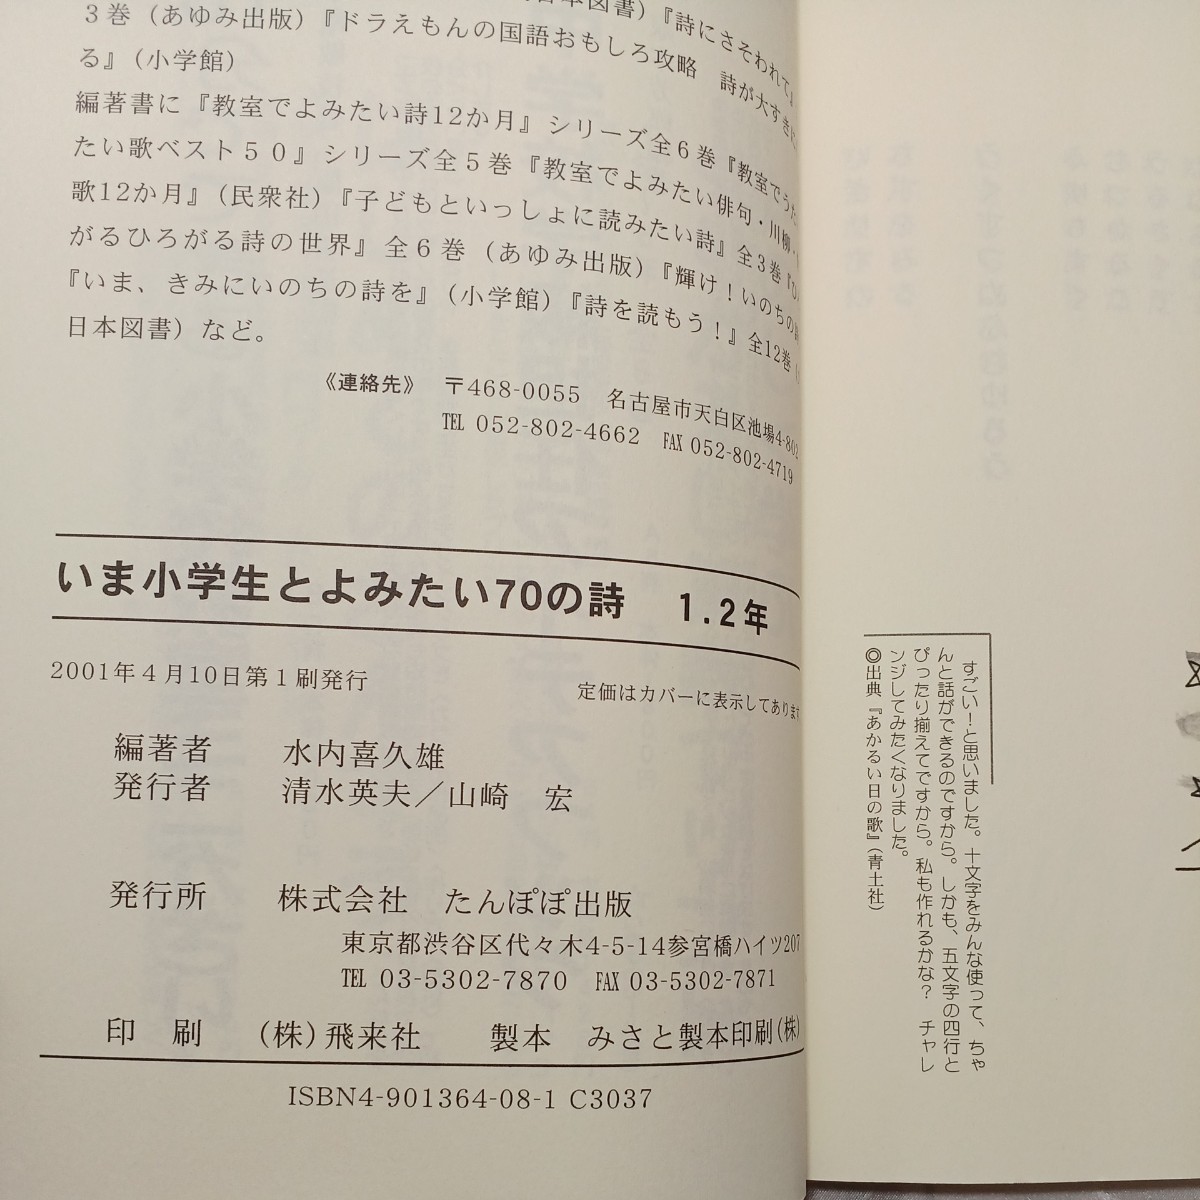 日本図書)『詩にさそわれて』
3巻(あゆみ出版)『ドラえもんの国語おもしろ攻略　詩が大すきに
る』(小学館)
編著書に『教室でよみたい詩12か月』シリーズ全6巻『教室でうた
たい歌ベスト50』シリーズ全5巻『教室でよみたい俳句・川柳・
歌12か月』(民衆社)『子どもといっしょに読みたい詩』全3巻『ひ
がるひろがる詩の世界』全6巻(あゆみ出版)『輝け!いのちの詩
『いま、きみにいのちの詩を』(小学館)『詩を読もう!』全12巻(
日本図書)など。
《連絡先》　〒468-0055　名古屋市天白区池場4-802
TEL 052-802-4662　FAX 052-802-4719
いま小学生とよみたい70の詩　1.2年
2001年4月10日第1刷発行　定価はカバーに表示してあります
編著者　水内喜久雄
発行者　清水英夫／山崎　宏
発行所　株式会社　たんぽぽ出版
東京都渋谷区代々木4-5-14参宮橋ハイツ207
TEL 03-5302-7870　FAX 03-5302-7871
印　刷　(株)飛来社　製本　みさと製本印刷(株)
ISBN4-901364-08-1 C3037
すごい!と思いました。十文字をみんな使って、ちゃ
んと話ができるのですから。しかも、五文字の四行と
ぴったり揃えてですから。私も作れるかな?　チャレ
ンジしてみたくなりました。
◎出典『あかるい日の歌』(青土社)